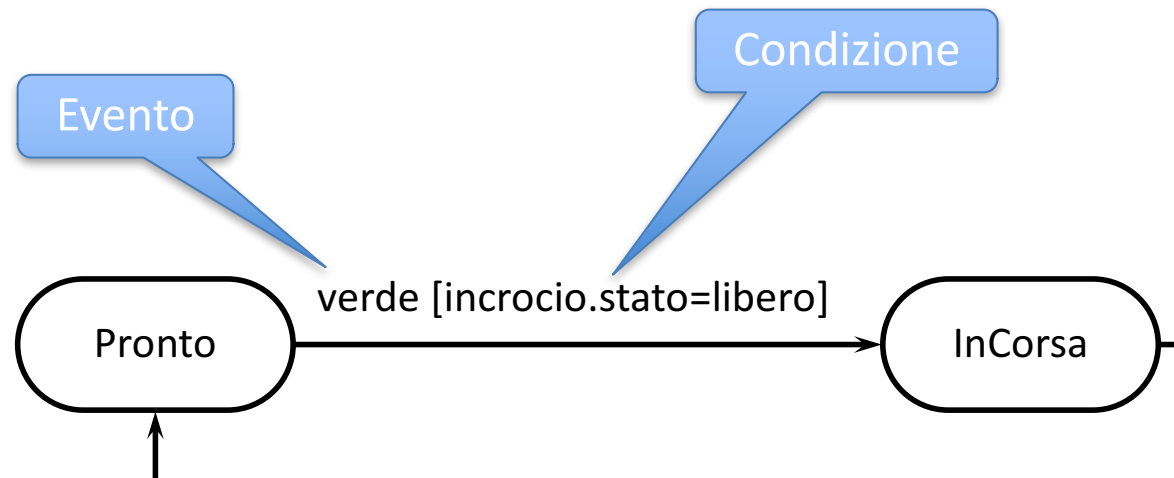 Condizione
Evento
verde [incrocio.stato=libero]
Pronto
InCorsa